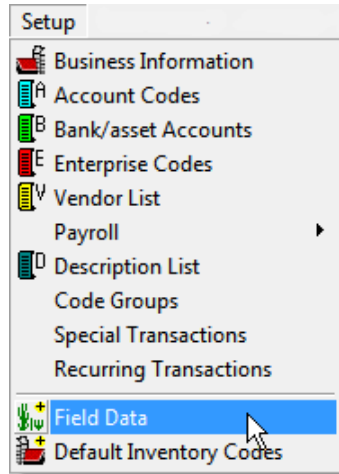 Setup
Business Information
A Account Codes
B Bank/asset Accounts
E Enterprise Codes
V Vendor List
Payroll
D Description List
Code Groups
Special Transactions
Recurring Transactions
Field Data
Default Inventory Codes